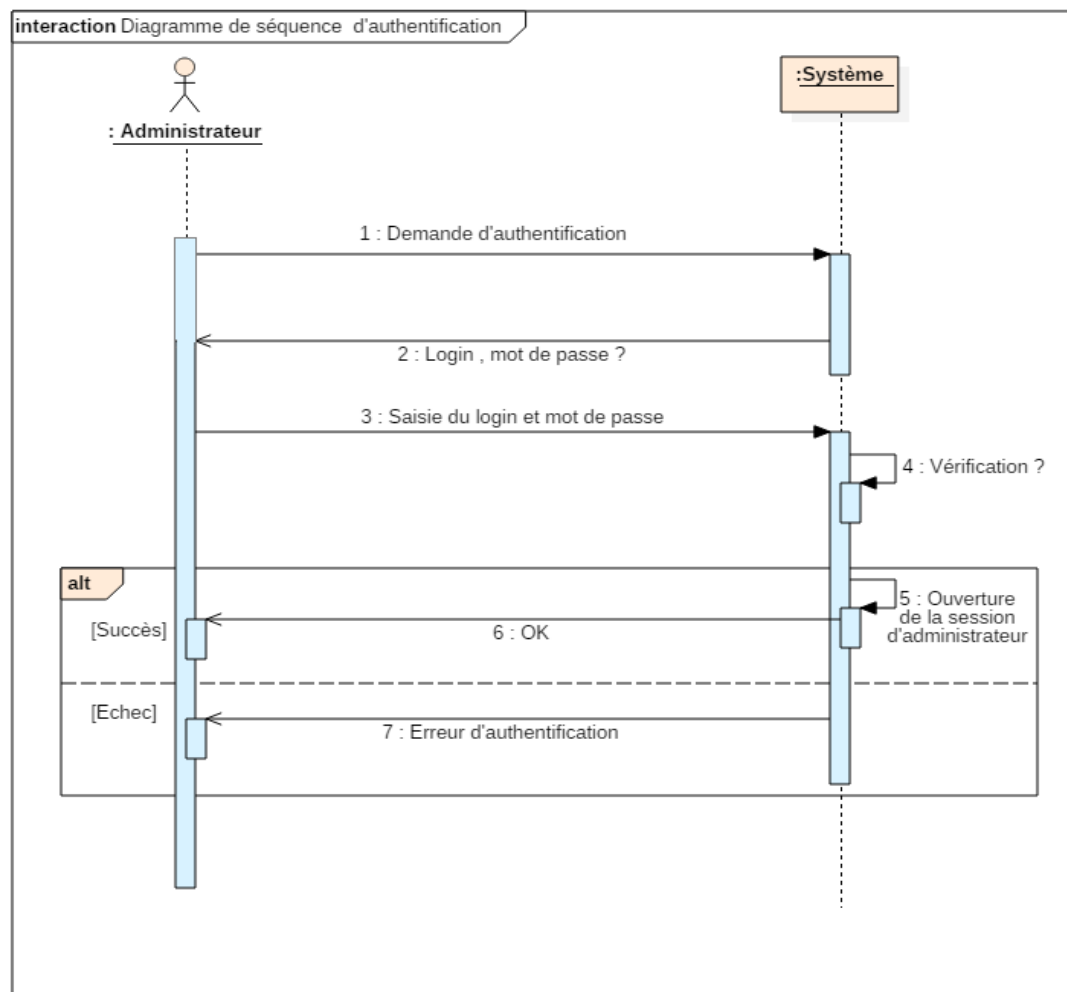 interaction Diagramme de séquence d'authentification
:Système
: Administrateur
1 : Demande d'authentification
2 : Login , mot de passe ?
3 : Saisie du login et mot de passe
4 : Vérification ?
alt
5 : Ouverture
de la session
d'administrateur
[Succès]
6 : OK
[Echec]
7 : Erreur d'authentification